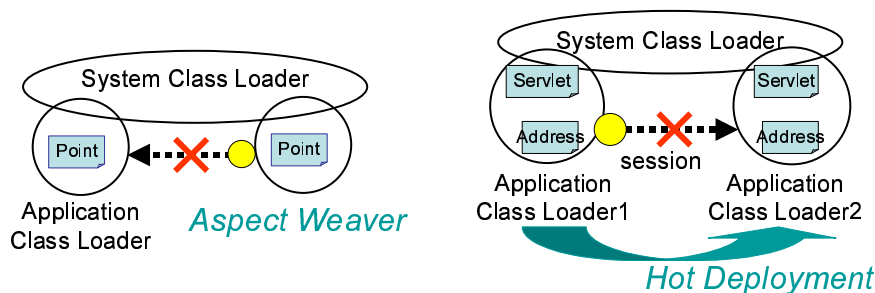 System Class Loader
Point
Point
Application
Class Loader
Aspect Weaver
System Class Loader
Servlet
Servlet
Address
Address
session
Application
Class Loader1
Application
Class Loader2
Hot Deployment